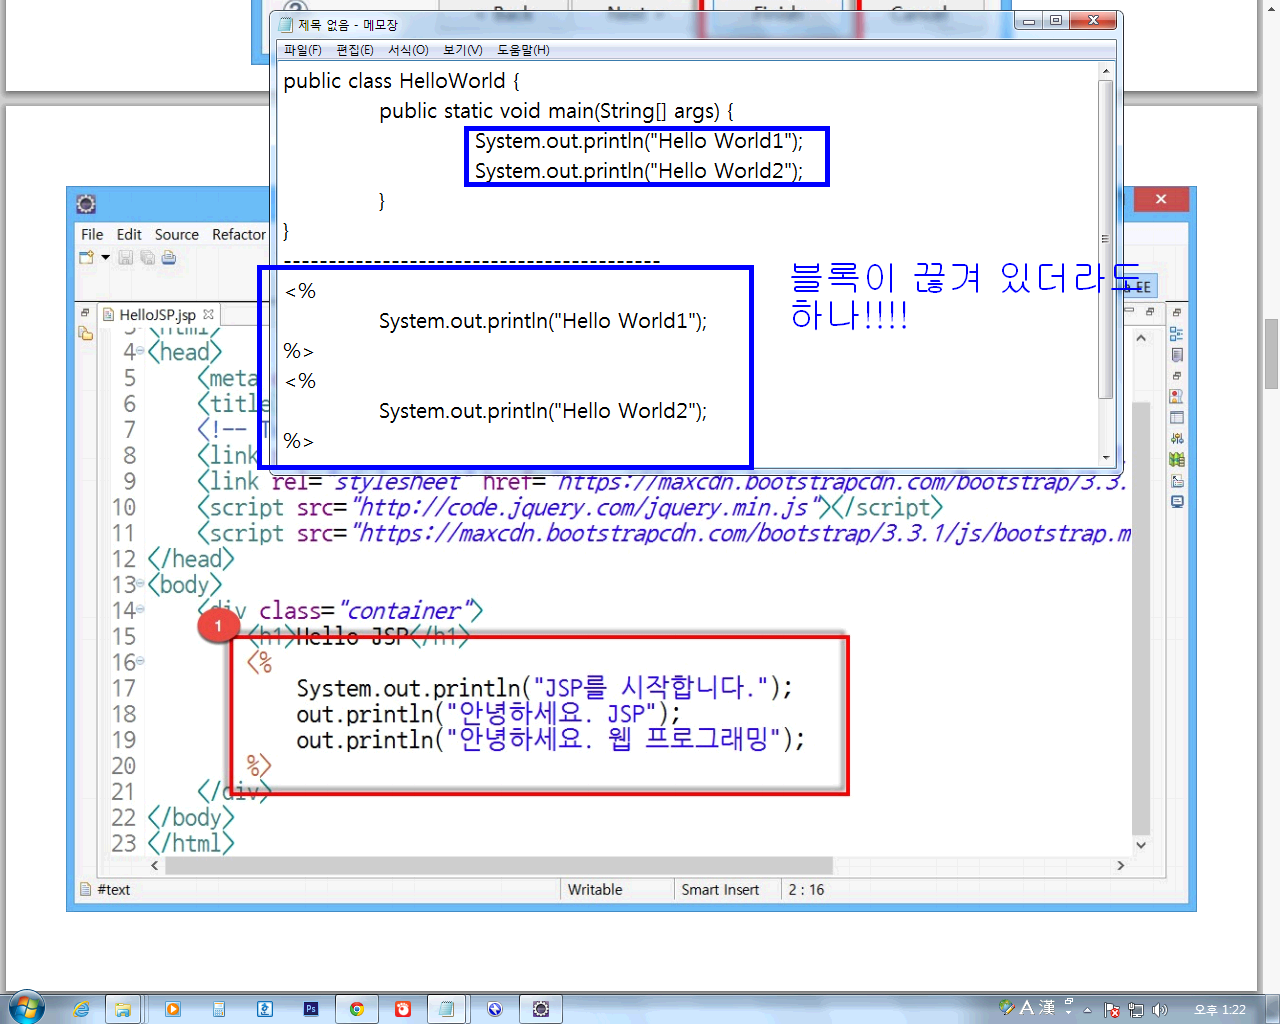 < Back Next > Finish Cancel
제목 없음 - 메모장
파일(F) 편집(E) 서식(O) 보기(V) 도움말(H)
public class HelloWorld {
public static void main(String[] args) {
System.out.println("Hello World1");
System.out.println("Hello World2");
}
}
------------------------------------------
<%
System.out.println("Hello World1");
%>
<%
System.out.println("Hello World2");
%>
블록이 끊겨 있더라도
하나!!!!
File Edit Source Refactor
EE
HelloJSP.jsp
4 <head>
5 <meta
6 <title
7 <!--
8 <link
9 <link rel="stylesheet" href="https://maxcdn.bootstrapcdn.com/bootstrap/3.3.
10 <script src="http://code.jquery.com/jquery.min.js"></script>
11 <script src="https://maxcdn.bootstrapcdn.com/bootstrap/3.3.1/js/bootstrap.m
12 </head>
13 <body>
14 <div class="container">
1
15 <h1>Hello JSP</h1>
16 <%
17 System.out.println("JSP를 시작합니다.");
18 out.println("안녕하세요. JSP");
19 out.println("안녕하세요. 웹 프로그래밍");
20 %>
21 </div>
22 </body>
23 </html>
#text Writable Smart Insert 2 : 16
A 漢 오후 1:22